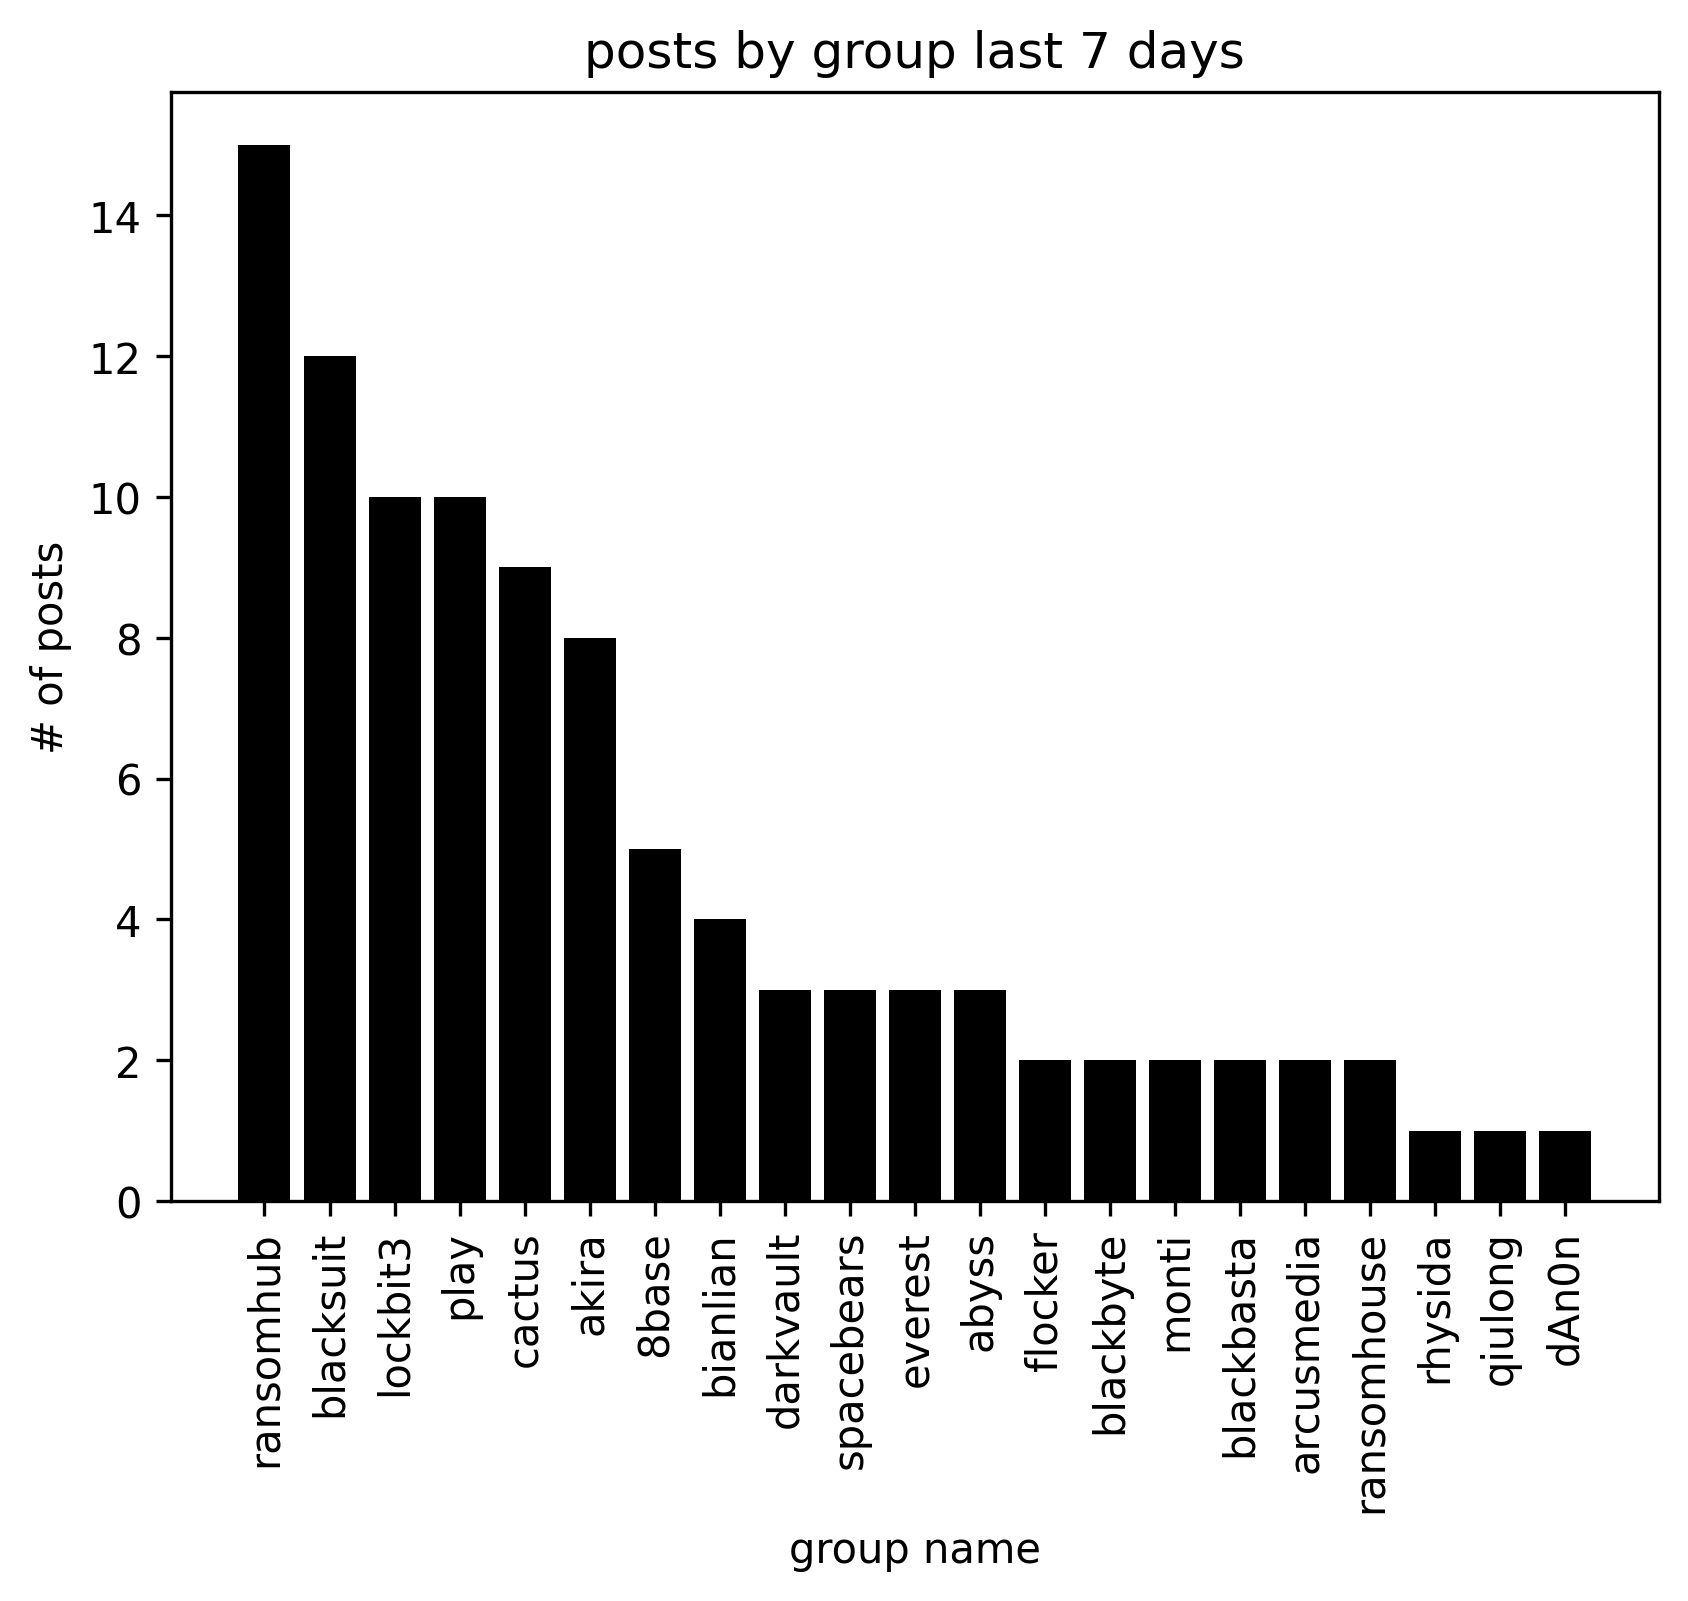 posts by group last 7 days
14
12
10
8
6
4
2
0
# of posts
ransomhub
blacksuit
lockbit3
play
cactus
akira
8base
bianlian
darkvault
spacebears
everest
abyss
flocker
blackbyte
monti
blackbasta
arcusmedia
ransomhouse
rhysida
qiulong
dAn0n
group name